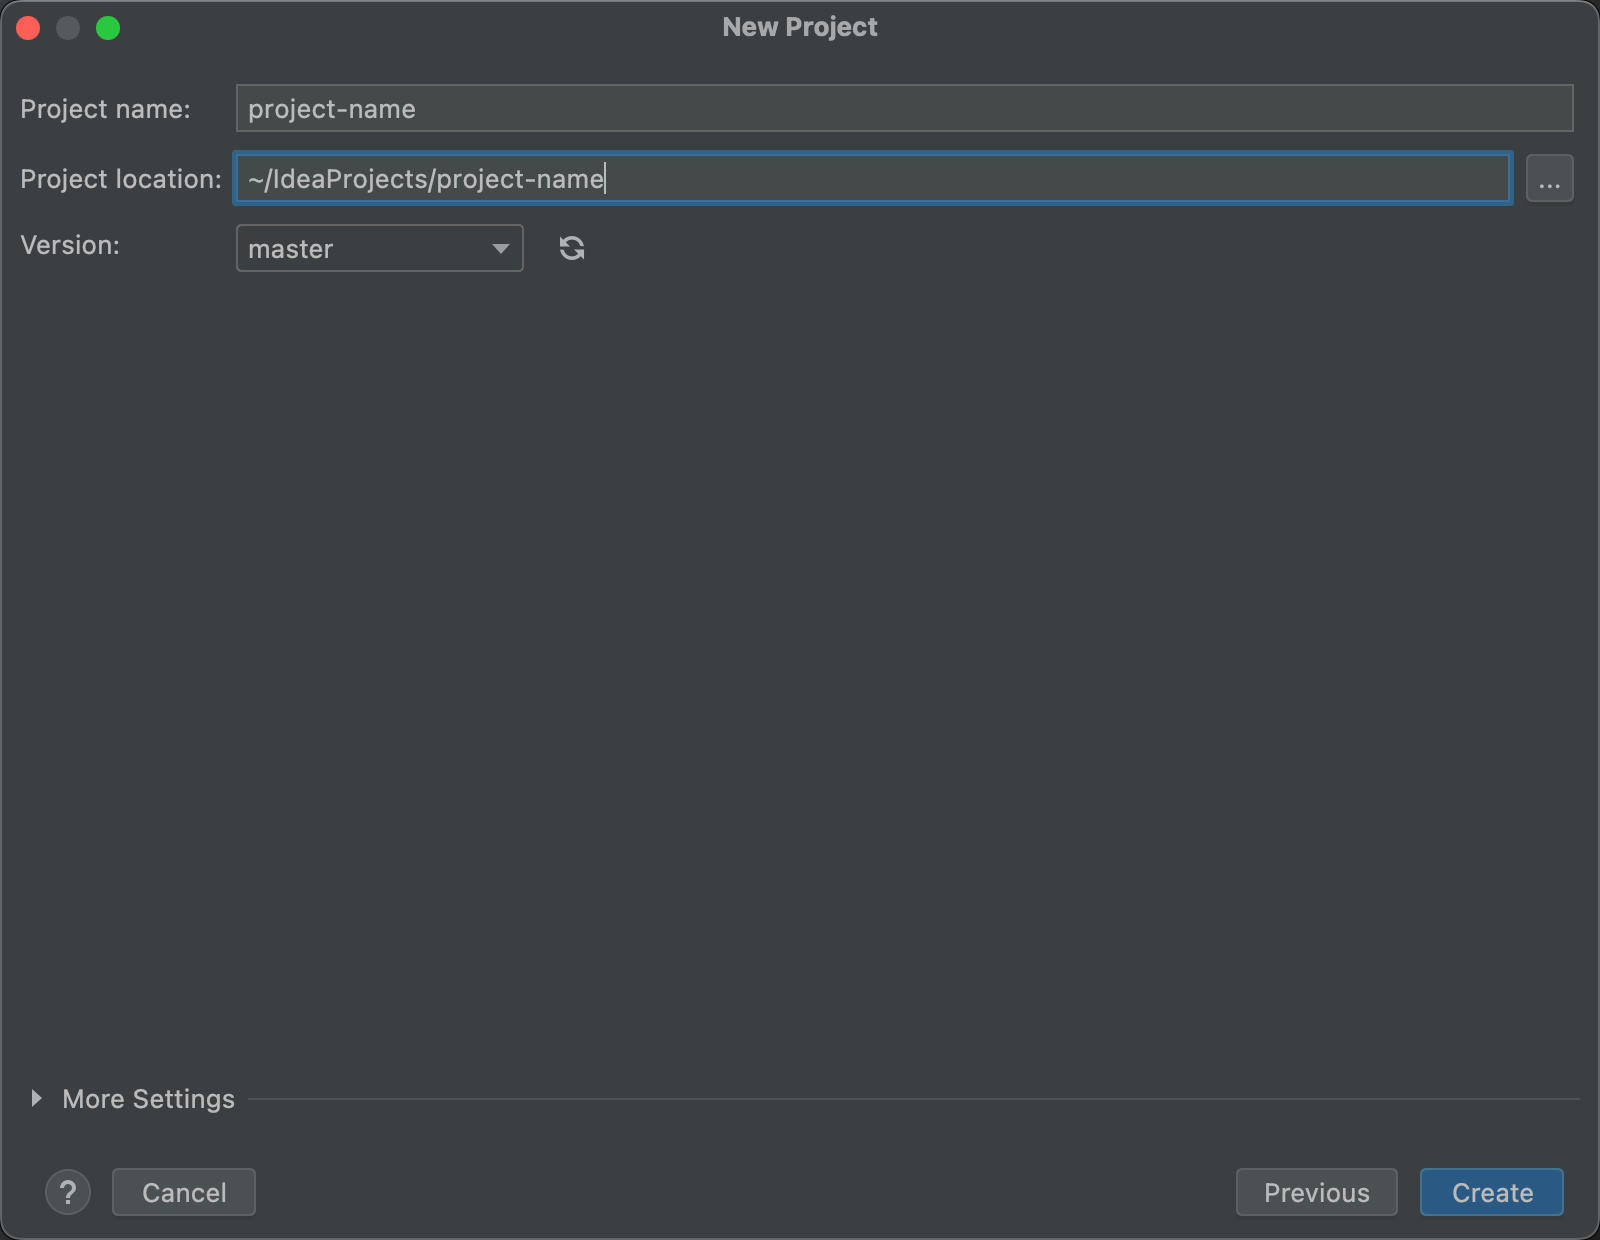 New Project
Project name: project-name
Project location: ~/IdeaProjects/project-name ...
Version: master
More Settings
? Cancel Previous Create